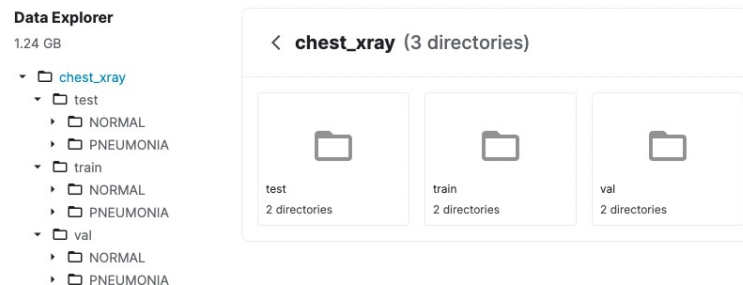 Data Explorer
1.24 GB
chest_xray
test
NORMAL
PNEUMONIA
train
NORMAL
PNEUMONIA
val
NORMAL
PNEUMONIA
chest_xray (3 directories)
test
2 directories
train
2 directories
val
2 directories